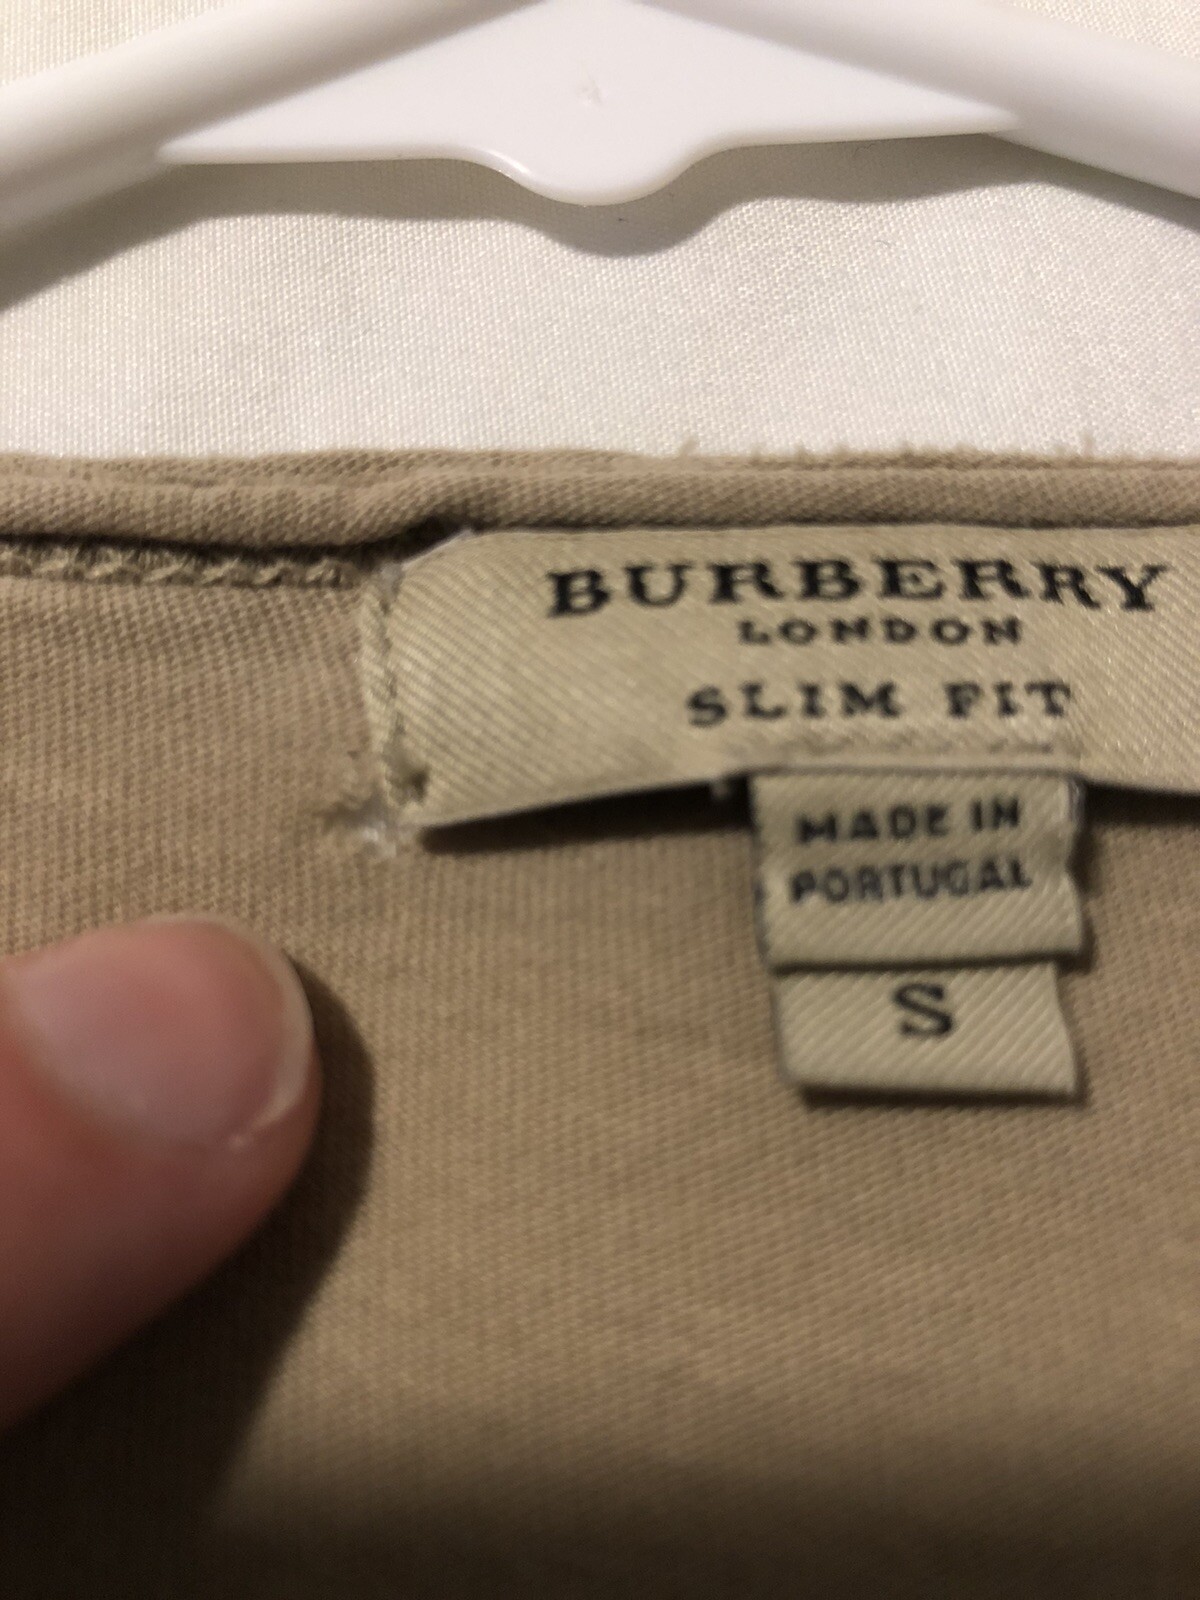 BURBERRY
LONDON
SLIM FIT
MADE IN
PORTUGAL
S